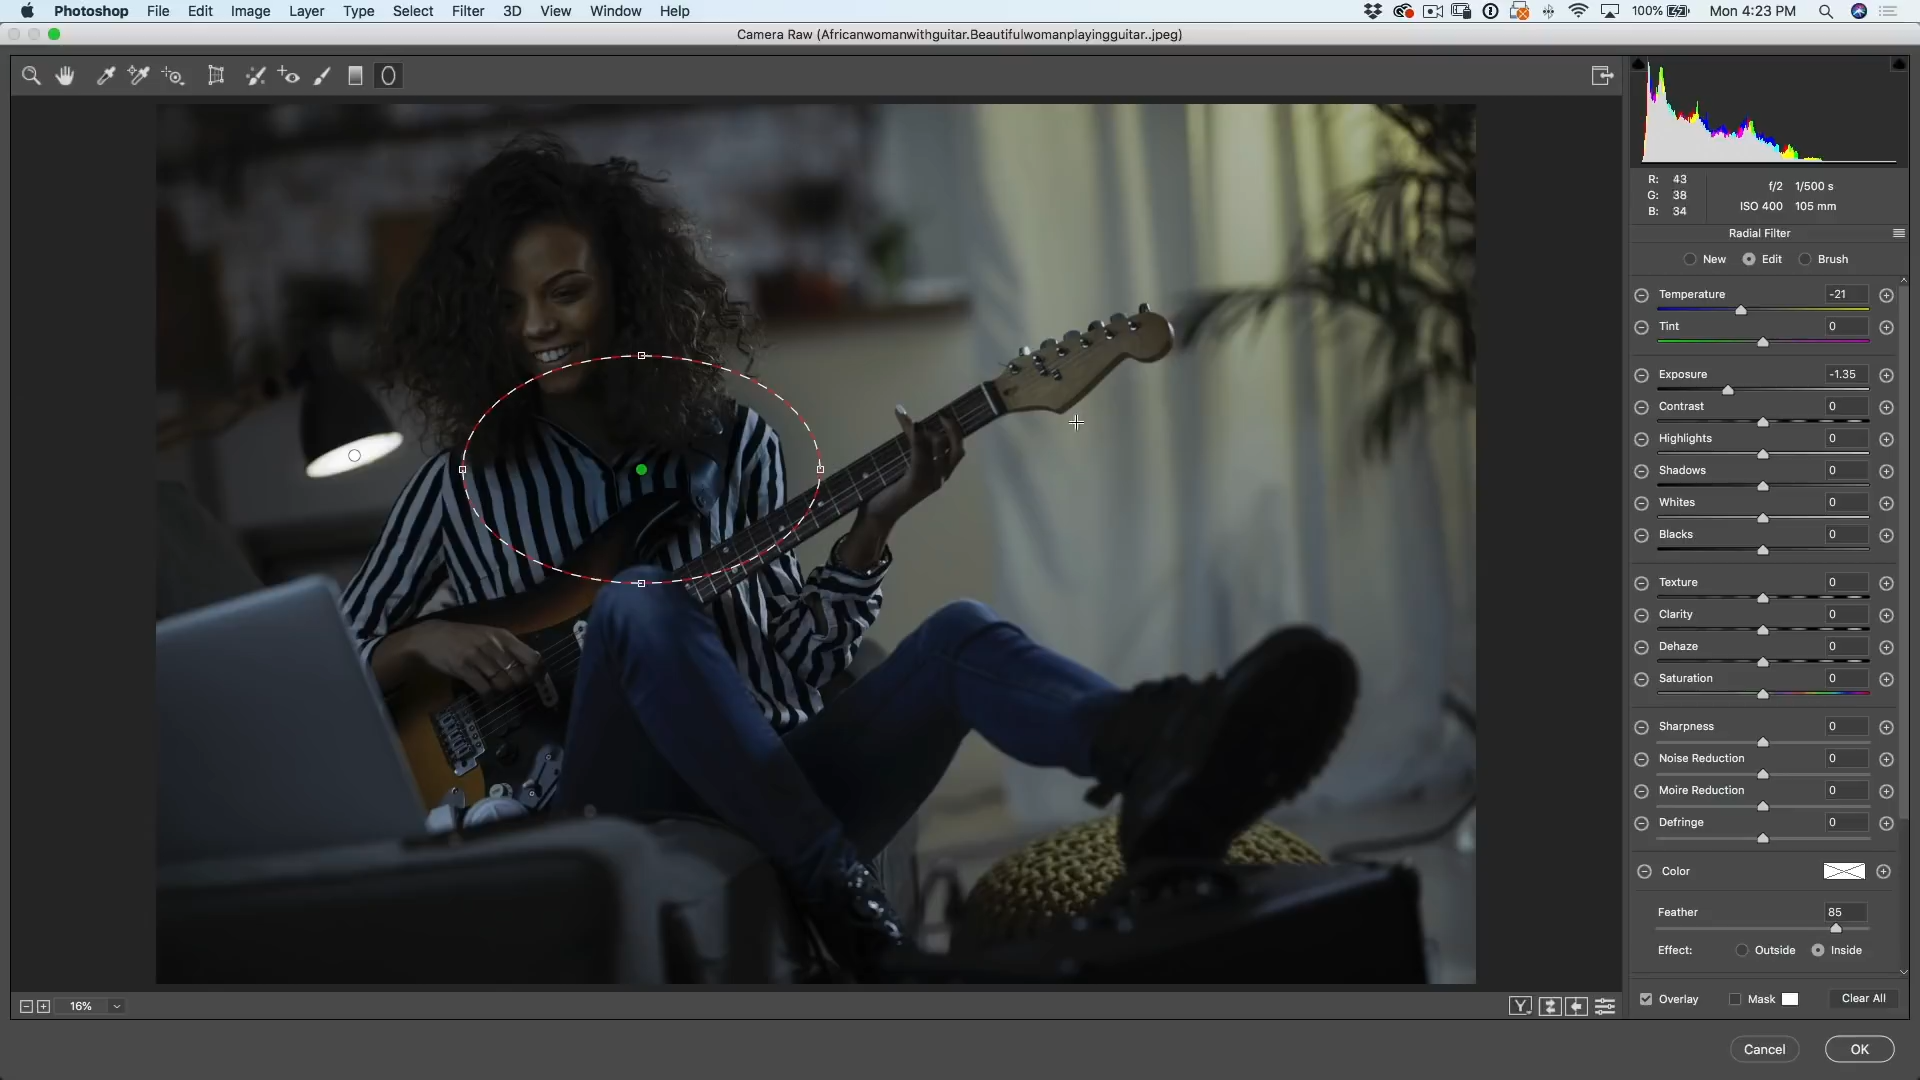 Photoshop File Edit Image Layer Type Select Filter 3D View Window Help 100% Mon 4:23 PM
Camera Raw (Africanwomanwithguitar.Beautifulwomanplayingguitar..jpeg)
R: 43
G: 38
B: 34
f/2 1/500 s
ISO 400 105 mm
Radial Filter
New Edit Brush
Temperature -21
Tint 0
Exposure -1.35
Contrast 0
Highlights 0
Shadows 0
Whites 0
Blacks 0
Texture 0
Clarity 0
Dehaze 0
Saturation 0
Sharpness 0
Noise Reduction 0
Moire Reduction 0
Defringe 0
Color
Feather 85
Effect: Outside Inside
16% Y Overlay Mask Clear All
Cancel OK